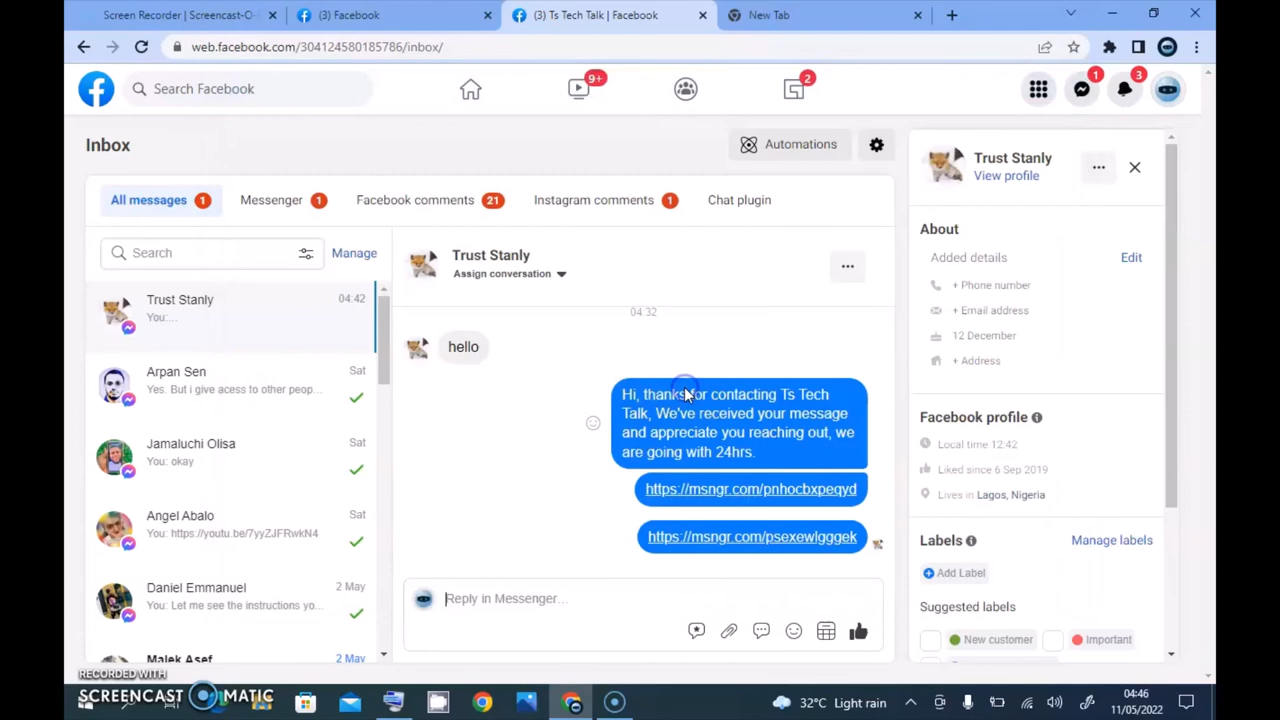 Screen Recorder | Screencast-O-
(3) Facebook
(3) Ts Tech Talk | Facebook
New Tab
web.facebook.com/304124580185786/inbox/
Search Facebook
9+
2
1
3
Inbox
Automations
All messages 1
Messenger 1
Facebook comments 21
Instagram comments 1
Chat plugin
Search
Manage
Trust Stanly
04:42
You:...
Arpan Sen
Sat
Yes. But i give acess to other peop...
Jamaluchi Olisa
Sat
You: okay
Angel Abalo
Sat
You: https://youtu.be/7yyZJFRwkN4
Daniel Emmanuel
2 May
You: Let me see the instructions yo...
Malek Asef
2 May
Trust Stanly
Assign conversation
04:32
hello
Hi, thanks for contacting Ts Tech
Talk, We've received your message
and appreciate you reaching out, we
are going with 24hrs.
https://msngr.com/pnhocbxpeqyd
https://msngr.com/psexewlgggek
Reply in Messenger...
Trust Stanly
View profile
About
Added details
Edit
+ Phone number
+ Email address
12 December
+ Address
Facebook profile
Local time 12:42
Liked since 6 Sep 2019
Lives in Lagos, Nigeria
Labels
Manage labels
Add Label
Suggested labels
New customer
Important
RECORDED WITH
SCREENCAST MATIC
32°C Light rain
04:46
11/05/2022